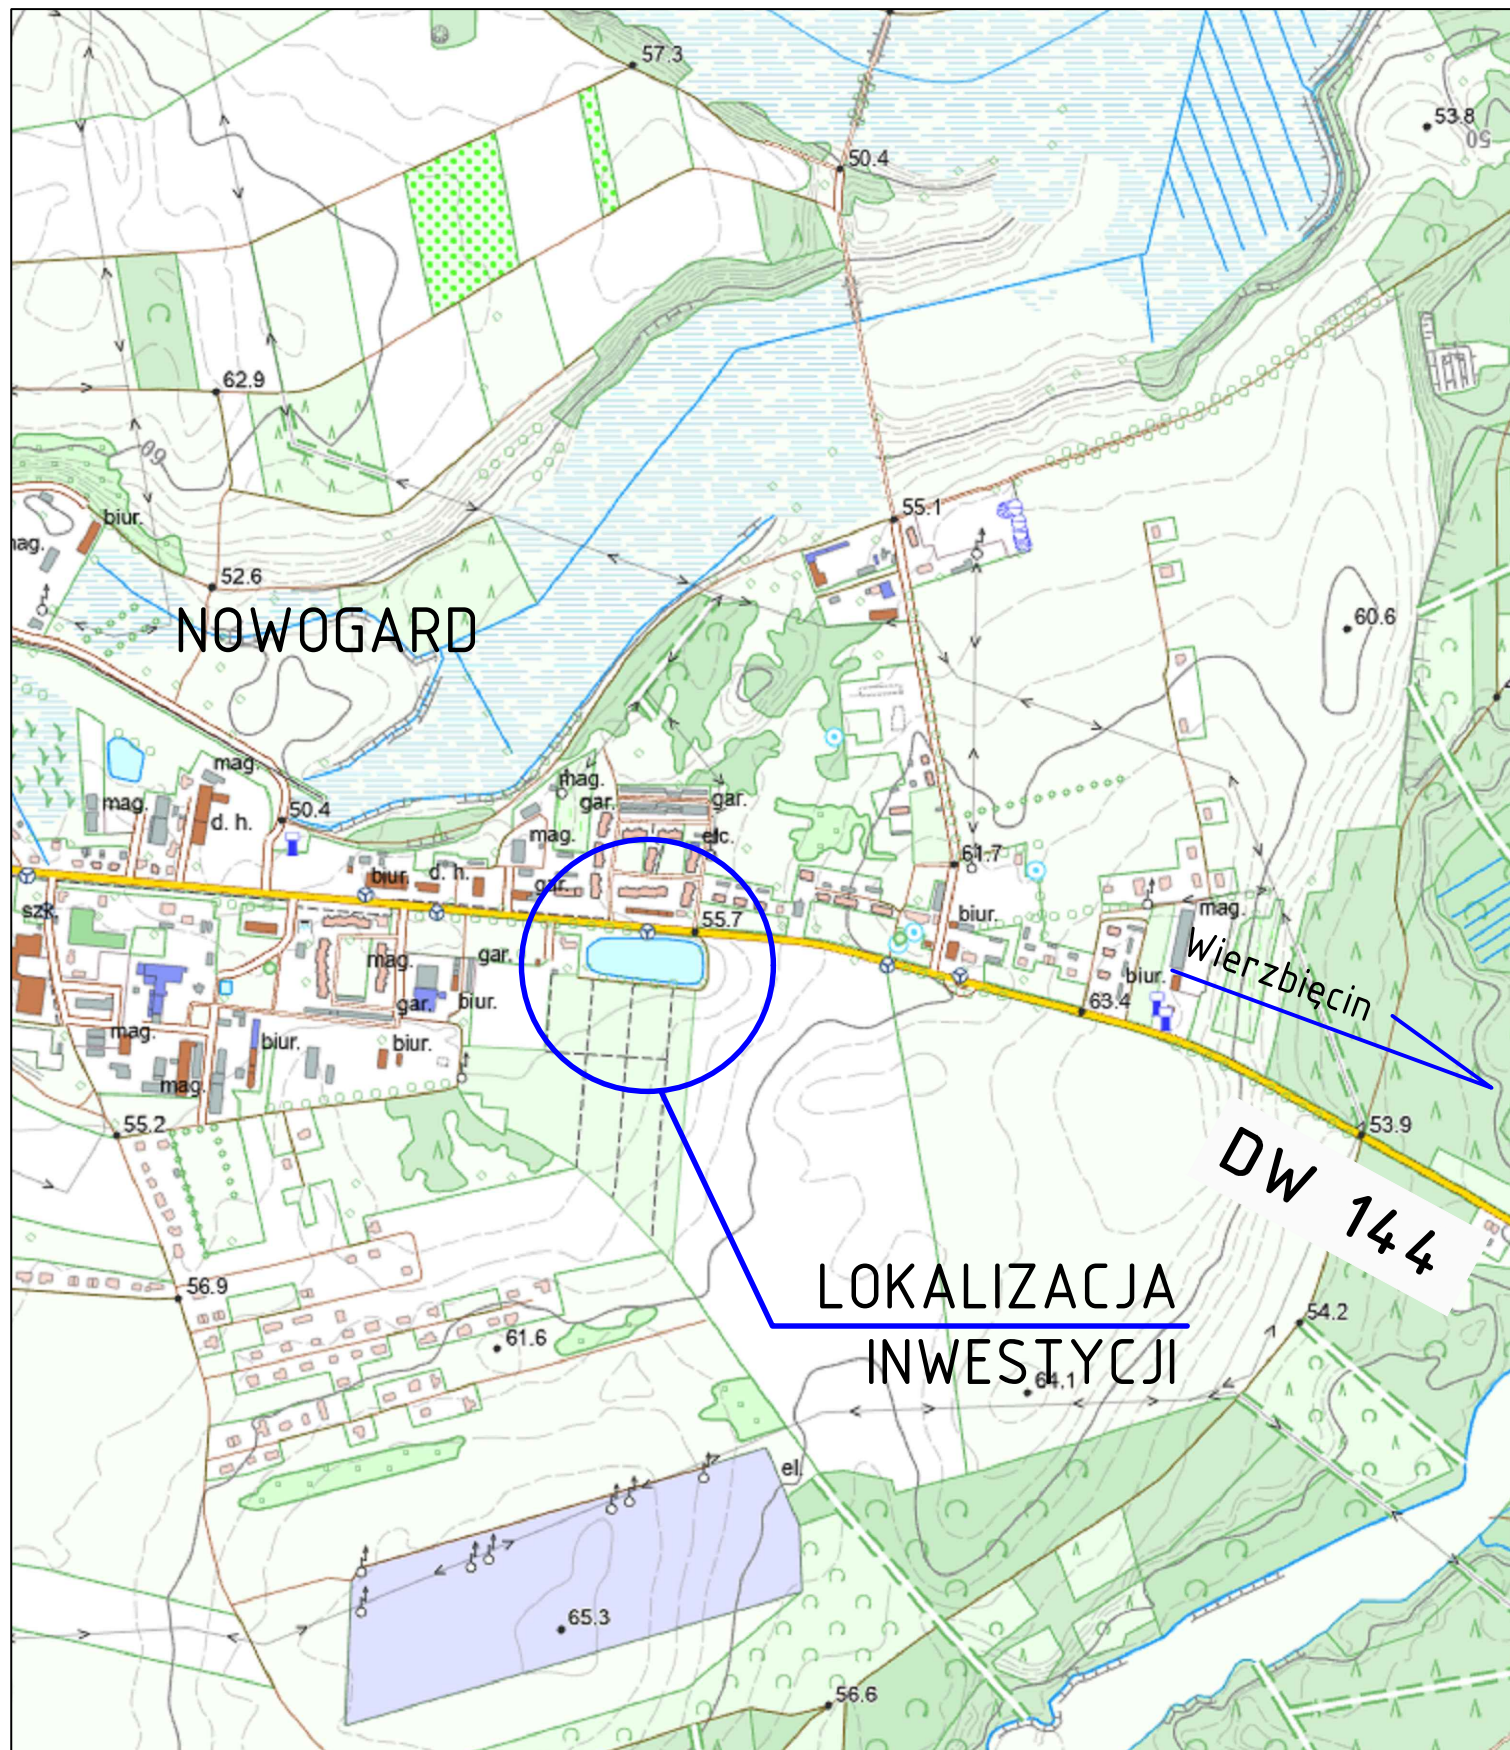 57.3
53.8
50
50.4
62.9
60
biur.
55.1
mag.
52.6
60.6
NOWOGARD
mag.
mag.
gar.
gar.
mag.
50.4
d. h.
mag.
elc.
61.7
biur.
d. h.
gar.
mag.
szk.
55.7
biur.
Wierzbięcin
mag.
gar.
biur.
gar.
biur.
63.4
mag.
biur.
biur.
mag.
55.2
53.9
DW 144
56.9
LOKALIZACJA
54.2
61.6
INWESTYCJI
64.1
el.
65.3
56.6